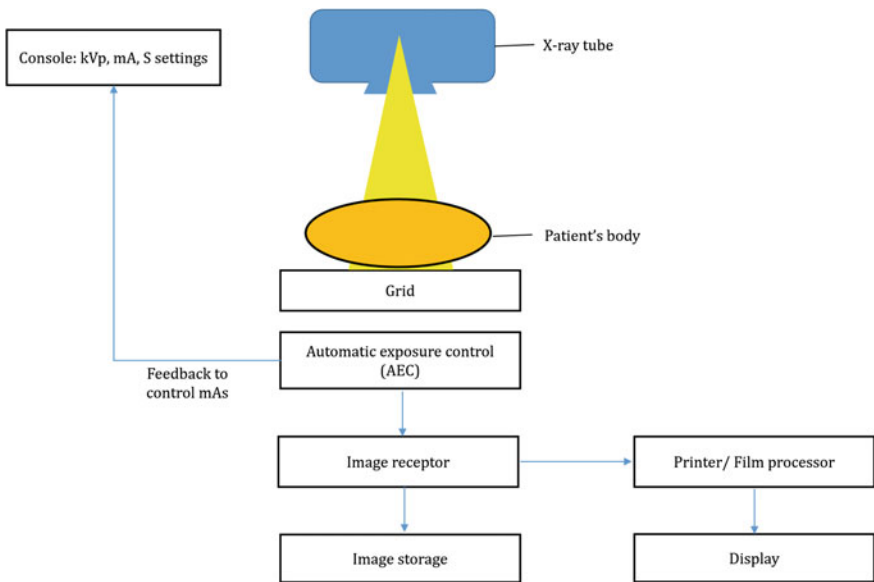 Console: kVp, mA, S settings
X-ray tube
Patient's body
Grid
Automatic exposure control
(AEC)
Feedback to
control mAs
Image receptor
Printer/ Film processor
Image storage
Display